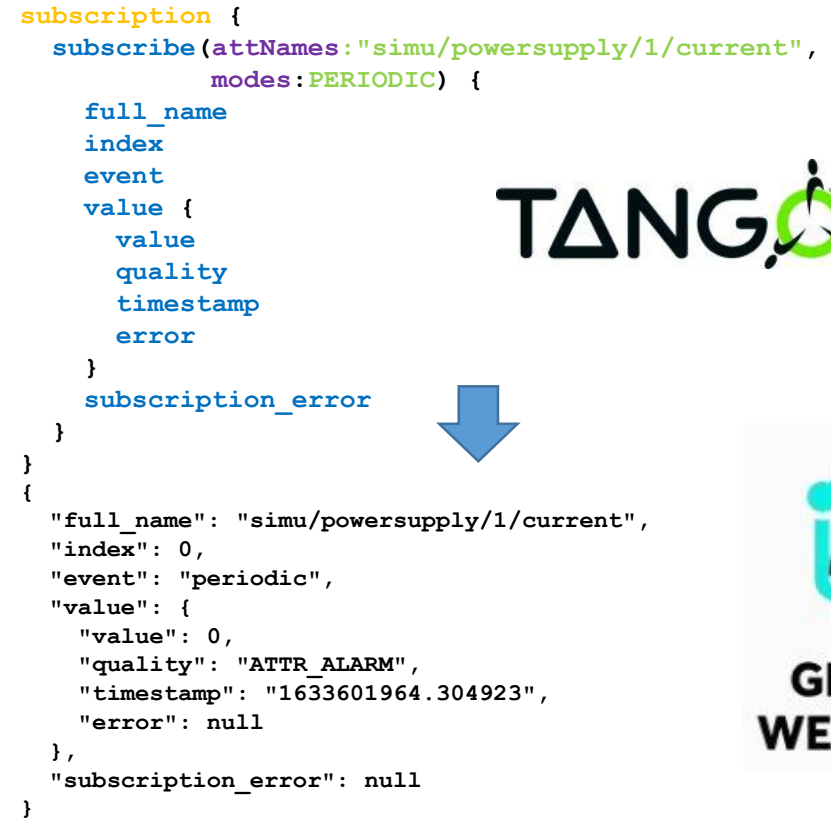 subscription {
  subscribe(attNames:"simu/powersupply/1/current",
            modes:PERIODIC) {
    full_name
    index
    event
    value {
      value
      quality
      timestamp
      error
    }
    subscription_error
  }
}
TANGO
{
  "full_name": "simu/powersupply/1/current",
  "index": 0,
  "event": "periodic",
  "value": {
    "value": 0,
    "quality": "ATTR_ALARM",
    "timestamp": "1633601964.304923",
    "error": null
  },
  "subscription_error": null
}